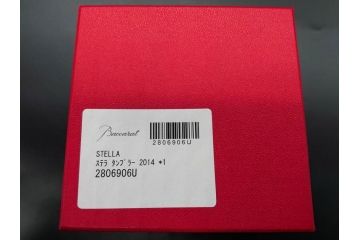 Baccarat
2806906U
STELLA
ｽﾃﾗ ﾀﾝﾌﾞﾗｰ 2014 *1
2806906U